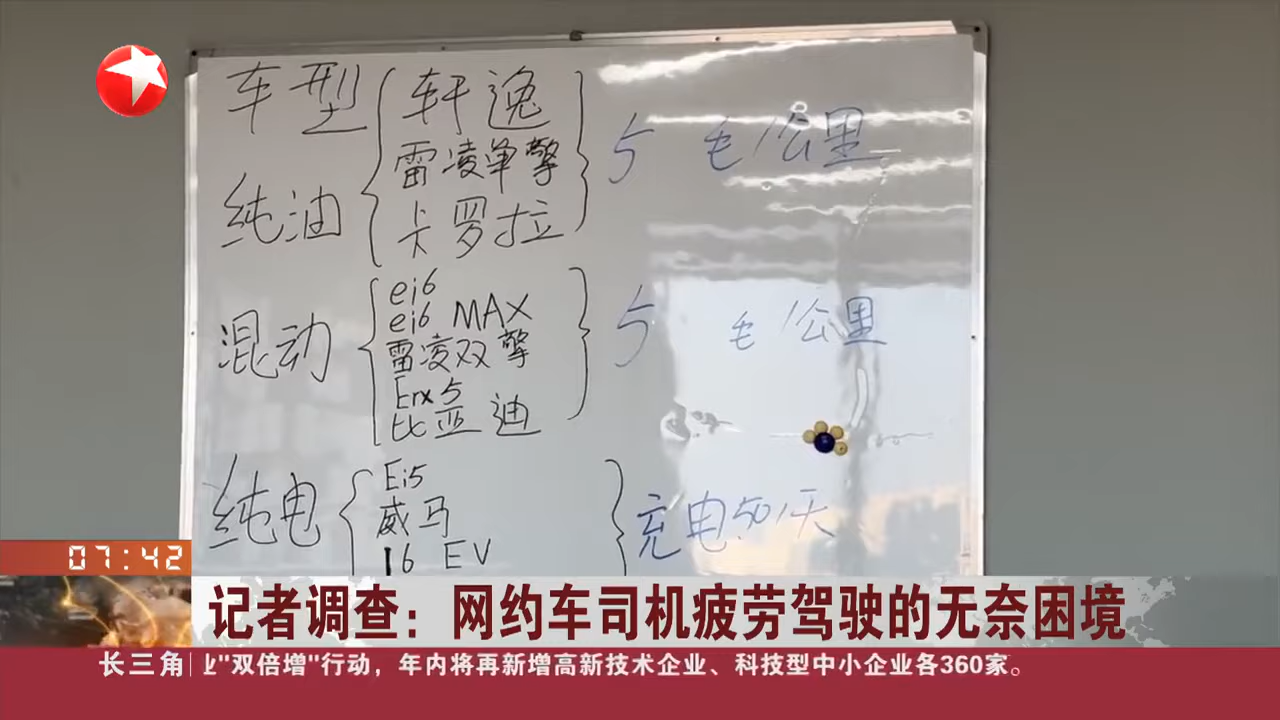 车型
轩逸
雷凌单擎
卡罗拉
5毛/公里
纯油
混动
ei6
ei6 MAX
雷凌双擎
Erx5
比亚迪
5毛/公里
纯电
Ei5
威马
i6 EV
充电50/天
07:42
记者调查：网约车司机疲劳驾驶的无奈困境
长三角
业"双倍增"行动，年内将再新增高新技术企业、科技型中小企业各360家。